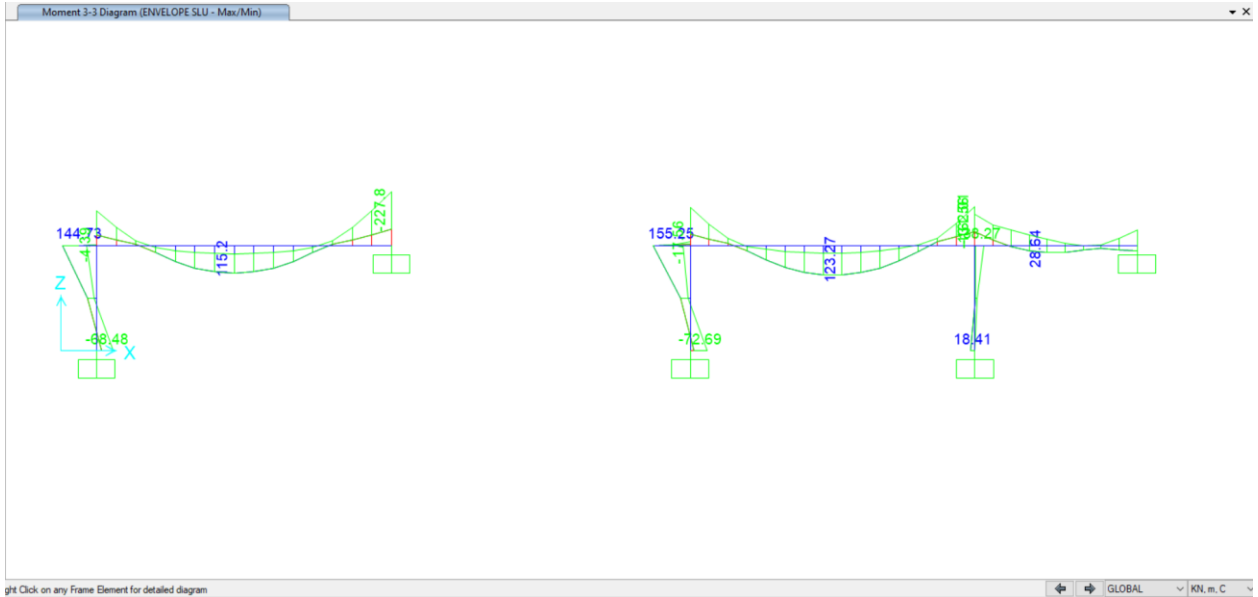 Moment 3-3 Diagram (ENVELOPE SLU - Max/Min)
144.73
115.2
-227.8
Z
X
-68.48
155.25
123.27
28.64
-72.69
18.41
ght Click on any Frame Element for detailed diagram
GLOBAL
KN, m, C